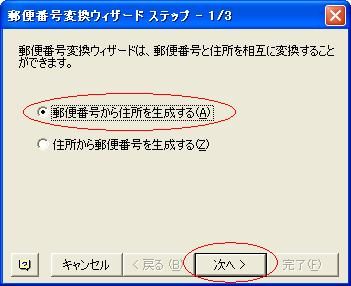 郵便番号変換ウィザード ステップ - 1/3
郵便番号変換ウィザードは、郵便番号と住所を相互に変換すること
ができます。
郵便番号から住所を生成する(A)
住所から郵便番号を生成する(Z)
キャンセル < 戻る(B) 次へ > 完了(F)